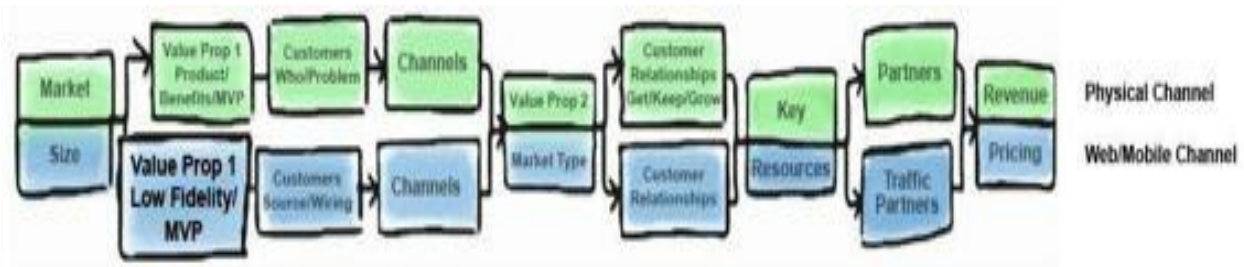 Market
Size
Value Prop 1
Product/
Benefits/MVP
Value Prop 1
Low Fidelity/
MVP
Customers
Who/Problem
Customers
Source/Wiring
Channels
Channels
Value Prop 2
Market Type
Customer
Relationships
Get/Keep/Grow
Customer
Relationships
Key
Resources
Partners
Traffic
Partners
Revenue
Pricing
Physical Channel
Web/Mobile Channel